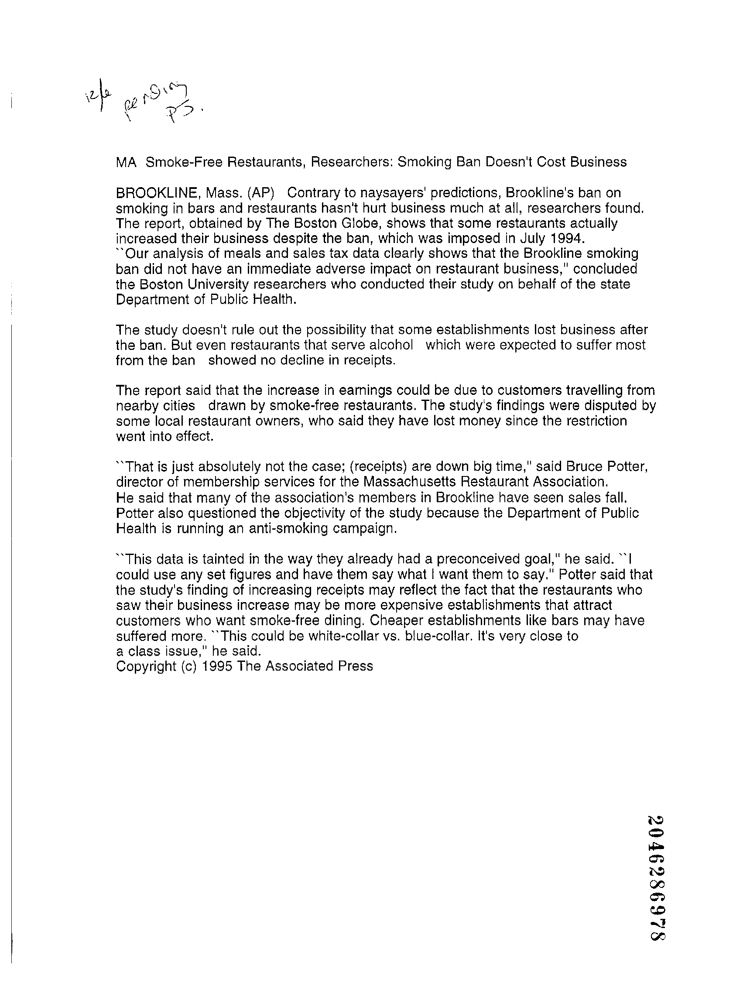 pending
PS.
MA Smoke-Free Restaurants, Researchers: Smoking Ban Doesn't Cost Business
BROOKLINE, Mass. (AP) Contrary to naysayers' predictions, Brookline's ban on
smoking in bars and restaurants hasn't hurt business much at all, researchers found.
The report, obtained by The Boston Globe, shows that some restaurants actually
increased their business despite the ban, which was imposed in July 1994.
``Our analysis of meals and sales tax data clearly shows that the Brookline smoking
ban did not have an immediate adverse impact on restaurant business,'' concluded
the Boston University researchers who conducted their study on behalf of the state
Department of Public Health.
The study doesn't rule out the possibility that some establishments lost business after
the ban. But even restaurants that serve alcohol which were expected to suffer most
from the ban showed no decline in receipts.
The report said that the increase in earnings could be due to customers travelling from
nearby cities drawn by smoke-free restaurants. The study's findings were disputed by
some local restaurant owners, who said they have lost money since the restriction
went into effect.
``That is just absolutely not the case; (receipts) are down big time,'' said Bruce Potter,
director of membership services for the Massachusetts Restaurant Association.
He said that many of the association's members in Brookline have seen sales fall.
Potter also questioned the objectivity of the study because the Department of Public
Health is running an anti-smoking campaign.
``This data is tainted in the way they already had a preconceived goal,'' he said. ``I
could use any set figures and have them say what I want them to say.'' Potter said that
the study's finding of increasing receipts may reflect the fact that the restaurants who
saw their business increase may be more expensive establishments that attract
customers who want smoke-free dining. Cheaper establishments like bars may have
suffered more. ``This could be white-collar vs. blue-collar. It's very close to
a class issue,'' he said.
Copyright (c) 1995 The Associated Press
2046286978